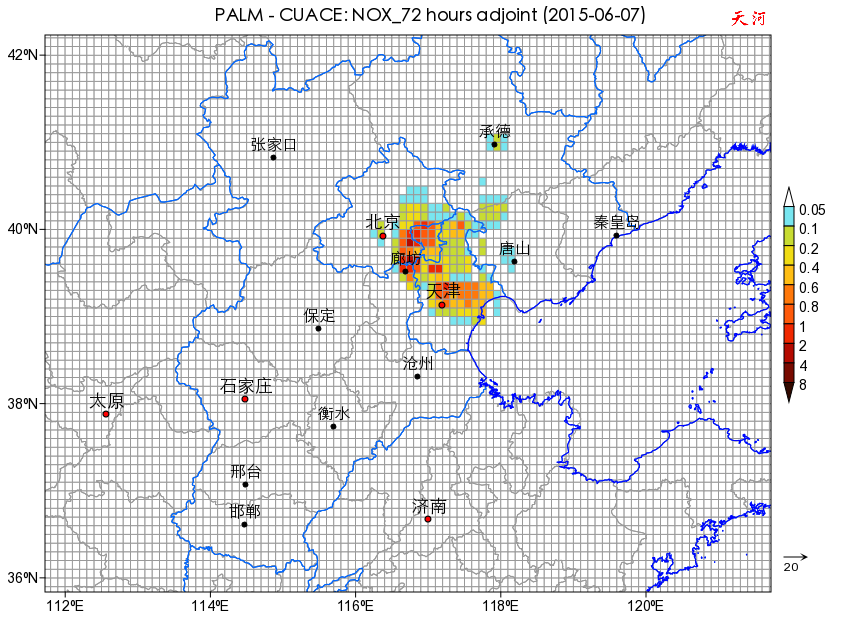 PALM - CUACE: NOX_72 hours adjoint (2015-06-07)
天河
42°N
承德
张家口
40°N
北京
秦皇岛
唐山
廊坊
天津
保定
沧州
38°N
太原
石家庄
衡水
邢台
济南
邯郸
36°N
112°E
114°E
116°E
118°E
120°E
0.05
0.1
0.2
0.4
0.6
0.8
1
2
4
8
20